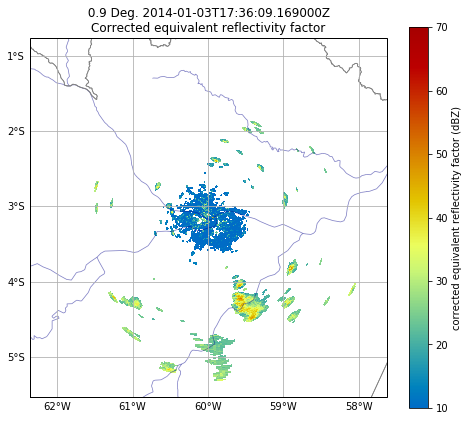 0.9 Deg. 2014-01-03T17:36:09.169000Z
Corrected equivalent reflectivity factor
1°S
2°S
3°S
4°S
5°S
62°W 61°W 60°W 59°W 58°W
70
60
50
40
30
20
10
corrected equivalent reflectivity factor (dBZ)